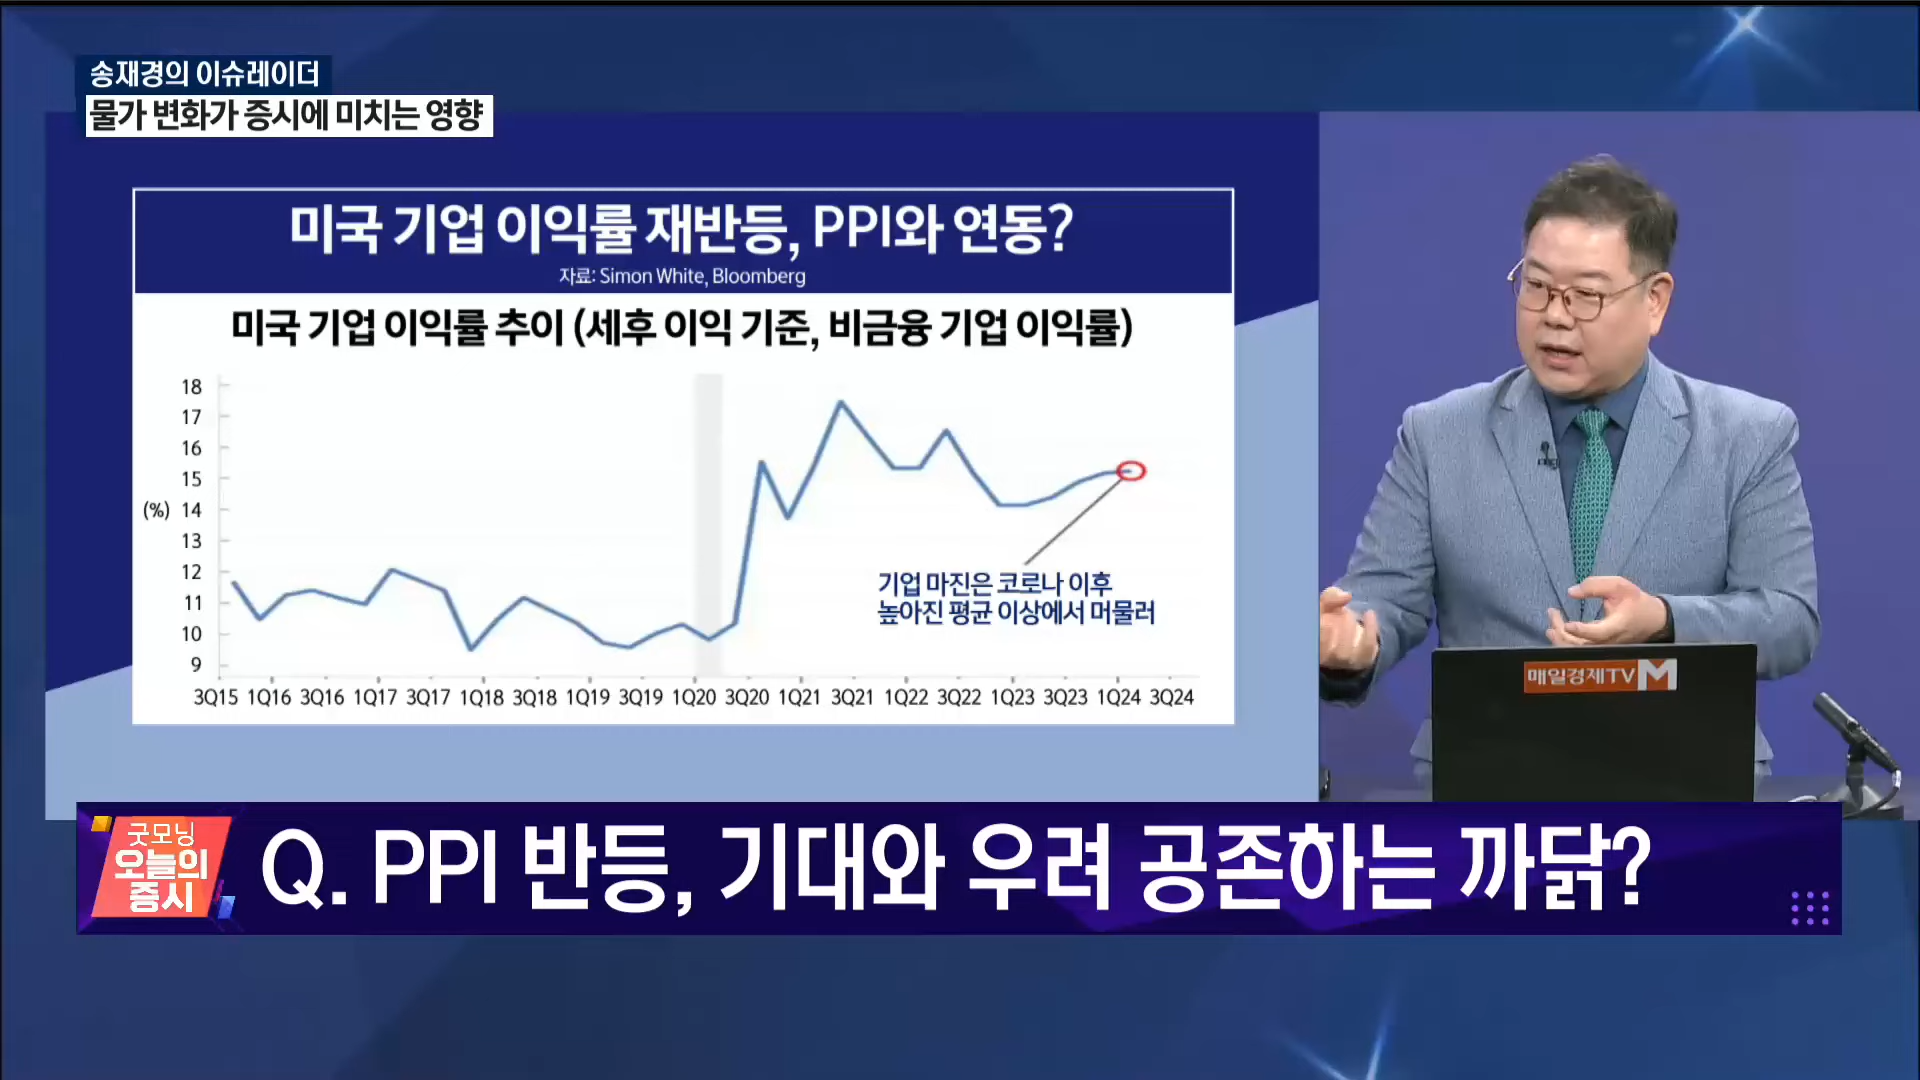 송재경의 이슈레이더
물가 변화가 증시에 미치는 영향
미국 기업 이익률 재반등, PPI와 연동?
자료: Simon White, Bloomberg
미국 기업 이익률 추이 (세후 이익 기준, 비금융 기업 이익률)
18
17
16
15
(%) 14
13
12
11
10
9
3Q15 1Q16 3Q16 1Q17 3Q17 1Q18 3Q18 1Q19 3Q19 1Q20 3Q20 1Q21 3Q21 1Q22 3Q22 1Q23 3Q23 1Q24 3Q24
기업 마진은 코로나 이후
높아진 평균 이상에서 머물러
매일경제TV M
굿모닝
오늘의
증시
Q. PPI 반등, 기대와 우려 공존하는 까닭?